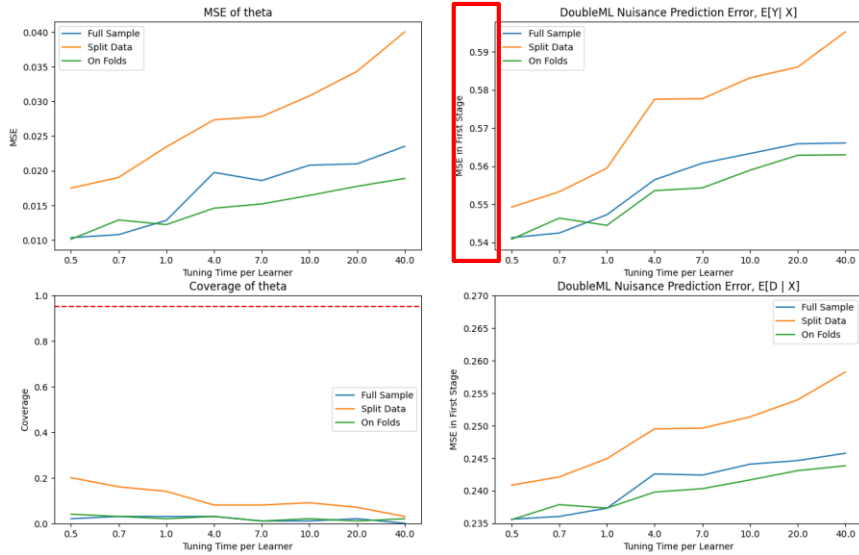 MSE of theta
0.040
0.035
0.030
0.025
0.020
0.015
0.010
MSE
Full Sample
Split Data
On Folds
0.5 0.7 1.0 4.0 7.0 10.0 20.0 40.0
Tuning Time per Learner
DoubleML Nuisance Prediction Error, E[Y| X]
0.59
0.58
0.57
0.56
0.55
0.54
MSE in First Stage
Full Sample
Split Data
On Folds
0.5 0.7 1.0 4.0 7.0 10.0 20.0 40.0
Tuning Time per Learner
Coverage of theta
1.0
0.8
0.6
0.4
0.2
0.0
Coverage
Full Sample
Split Data
On Folds
0.5 0.7 1.0 4.0 7.0 10.0 20.0 40.0
Tuning Time per Learner
DoubleML Nuisance Prediction Error, E[D | X]
0.270
0.265
0.260
0.255
0.250
0.245
0.240
0.235
MSE in First Stage
Full Sample
Split Data
On Folds
0.5 0.7 1.0 4.0 7.0 10.0 20.0 40.0
Tuning Time per Learner